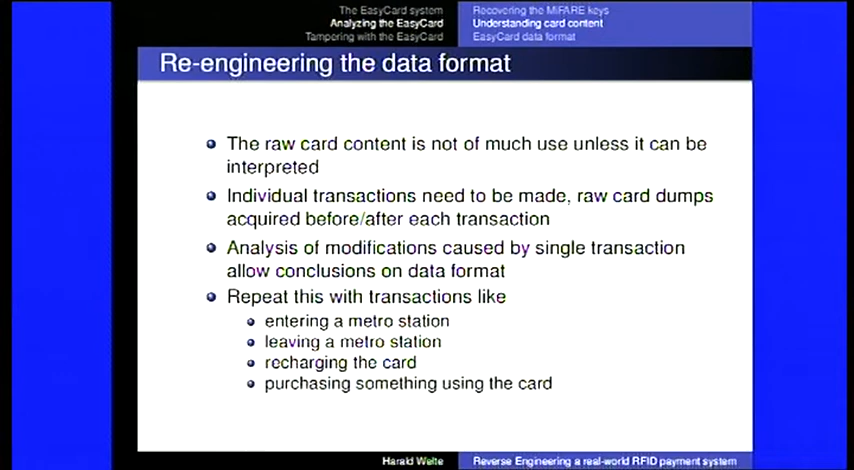 The EasyCard system
Analyzing the EasyCard
Tampering with the EasyCard
Recovering the MIFARE keys
Understanding card content
EasyCard data format
Re-engineering the data format
The raw card content is not of much use unless it can be
interpreted
Individual transactions need to be made, raw card dumps
acquired before/after each transaction
Analysis of modifications caused by single transaction
allow conclusions on data format
Repeat this with transactions like
entering a metro station
leaving a metro station
recharging the card
purchasing something using the card
Harald Welte
Reverse Engineering a real-world RFID payment system